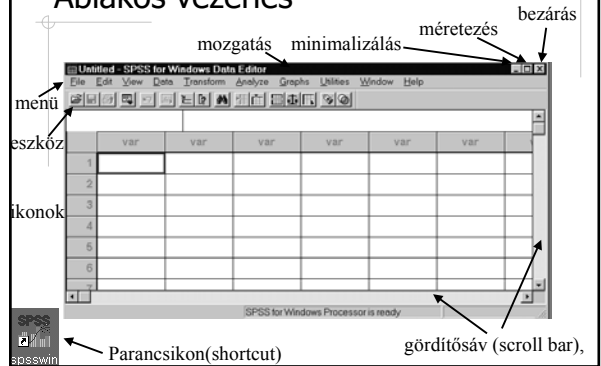 Ablakos vezérlés
bezárás
méretezés
mozgatás minimalizálás
Untitled - SPSS for Windows Data Editor
File Edit View Data Transform Analyze Graphs Utilities Window Help
menü
eszköz
var var var var var
1
2
3
ikonok
4
5
6
7
SPSS for Windows Processor is ready
SPSS
spsswin
Parancsikon(shortcut)
gördítősáv (scroll bar),